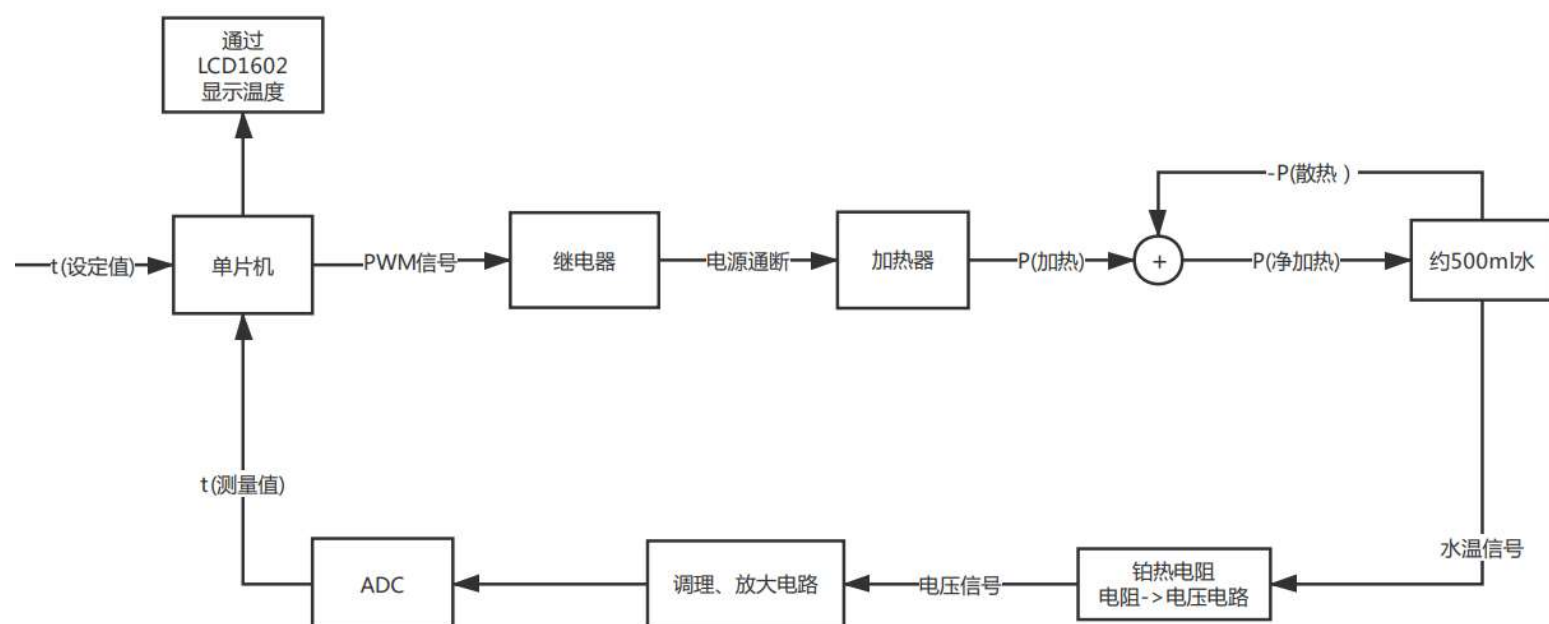 通过
LCD1602
显示温度
-P(散热 )
t(设定值)
单片机
PWM信号
继电器
电源通断
加热器
P(加热)
+
P(净加热)
约500ml水
t(测量值)
水温信号
ADC
调理、放大电路
电压信号
铂热电阻
电阻->电压电路